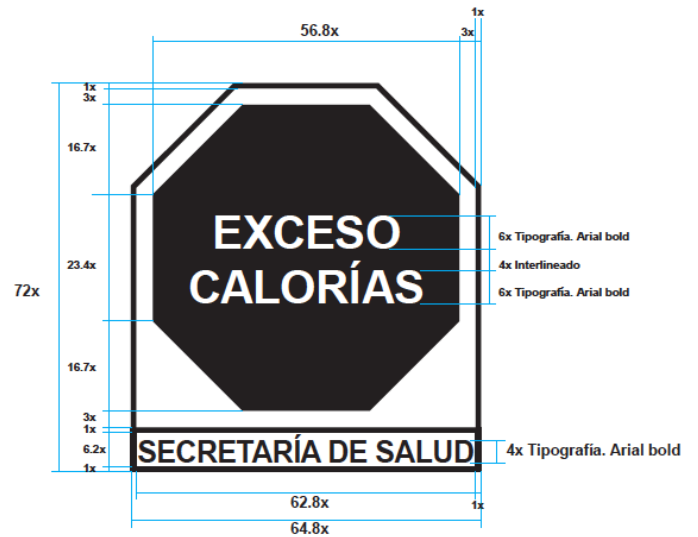 1x
56.8x
3x
1x
3x
16.7x
EXCESO
6x Tipografía. Arial bold
23.4x
4x Interlineado
72x
CALORÍAS
6x Tipografía. Arial bold
16.7x
3x
1x
6.2x
SECRETARÍA DE SALUD
4x Tipografía. Arial bold
1x
62.8x
1x
64.8x